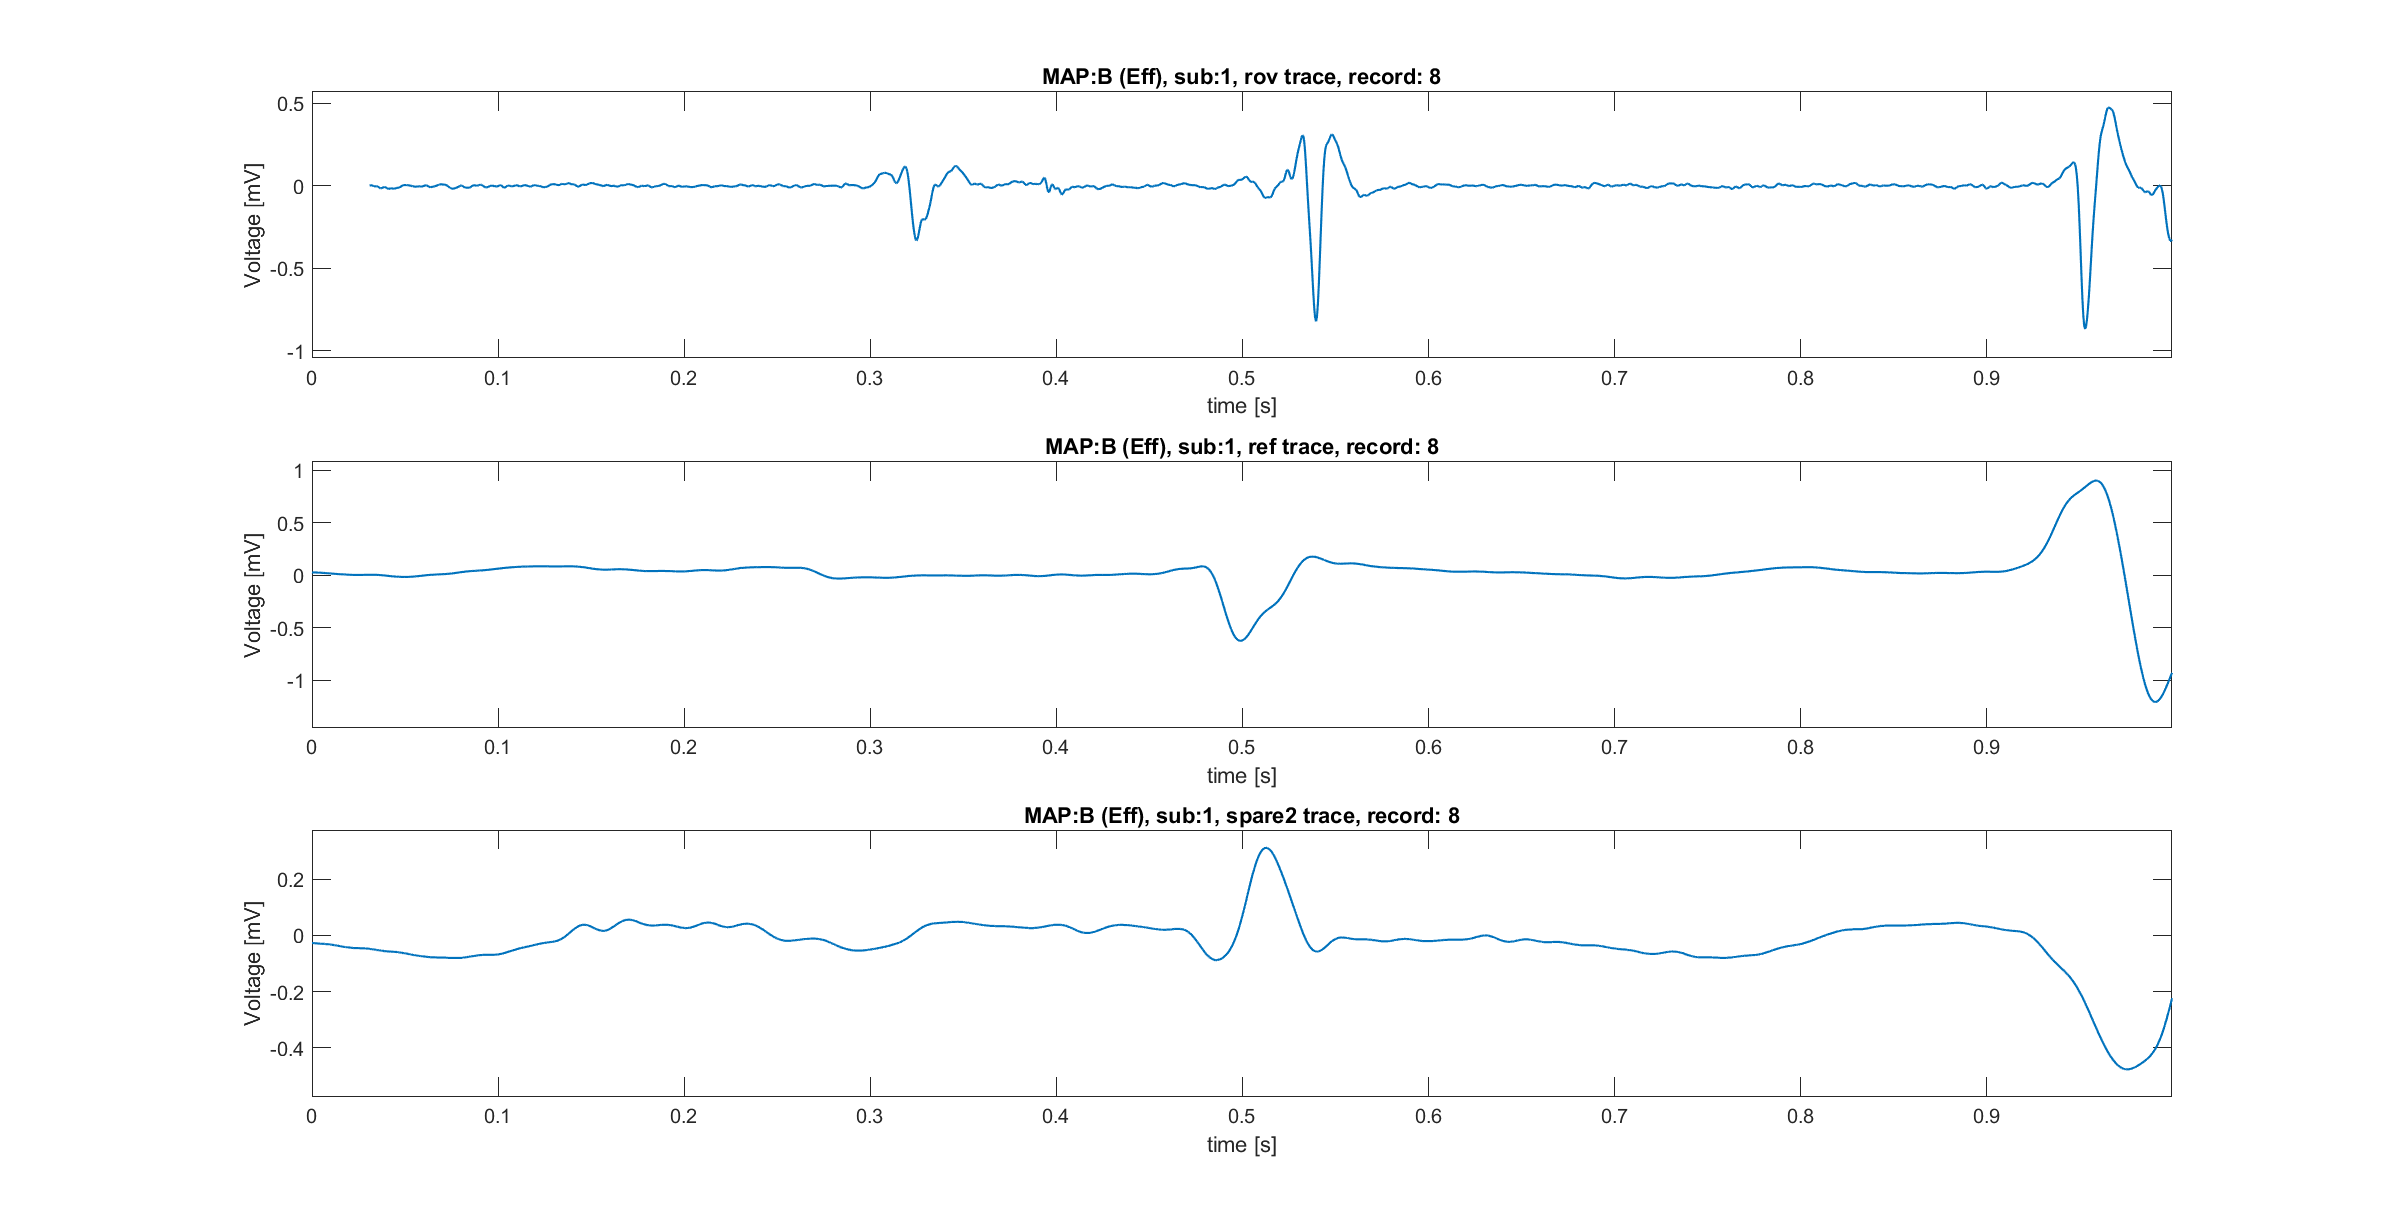 MAP:B (Eff), sub:1, rov trace, record: 8
0.5
0
-0.5
-1
Voltage [mV]
0 0.1 0.2 0.3 0.4 0.5 0.6 0.7 0.8 0.9
time [s]
MAP:B (Eff), sub:1, ref trace, record: 8
1
0.5
0
-0.5
-1
Voltage [mV]
0 0.1 0.2 0.3 0.4 0.5 0.6 0.7 0.8 0.9
time [s]
MAP:B (Eff), sub:1, spare2 trace, record: 8
0.2
0
-0.2
-0.4
Voltage [mV]
0 0.1 0.2 0.3 0.4 0.5 0.6 0.7 0.8 0.9
time [s]